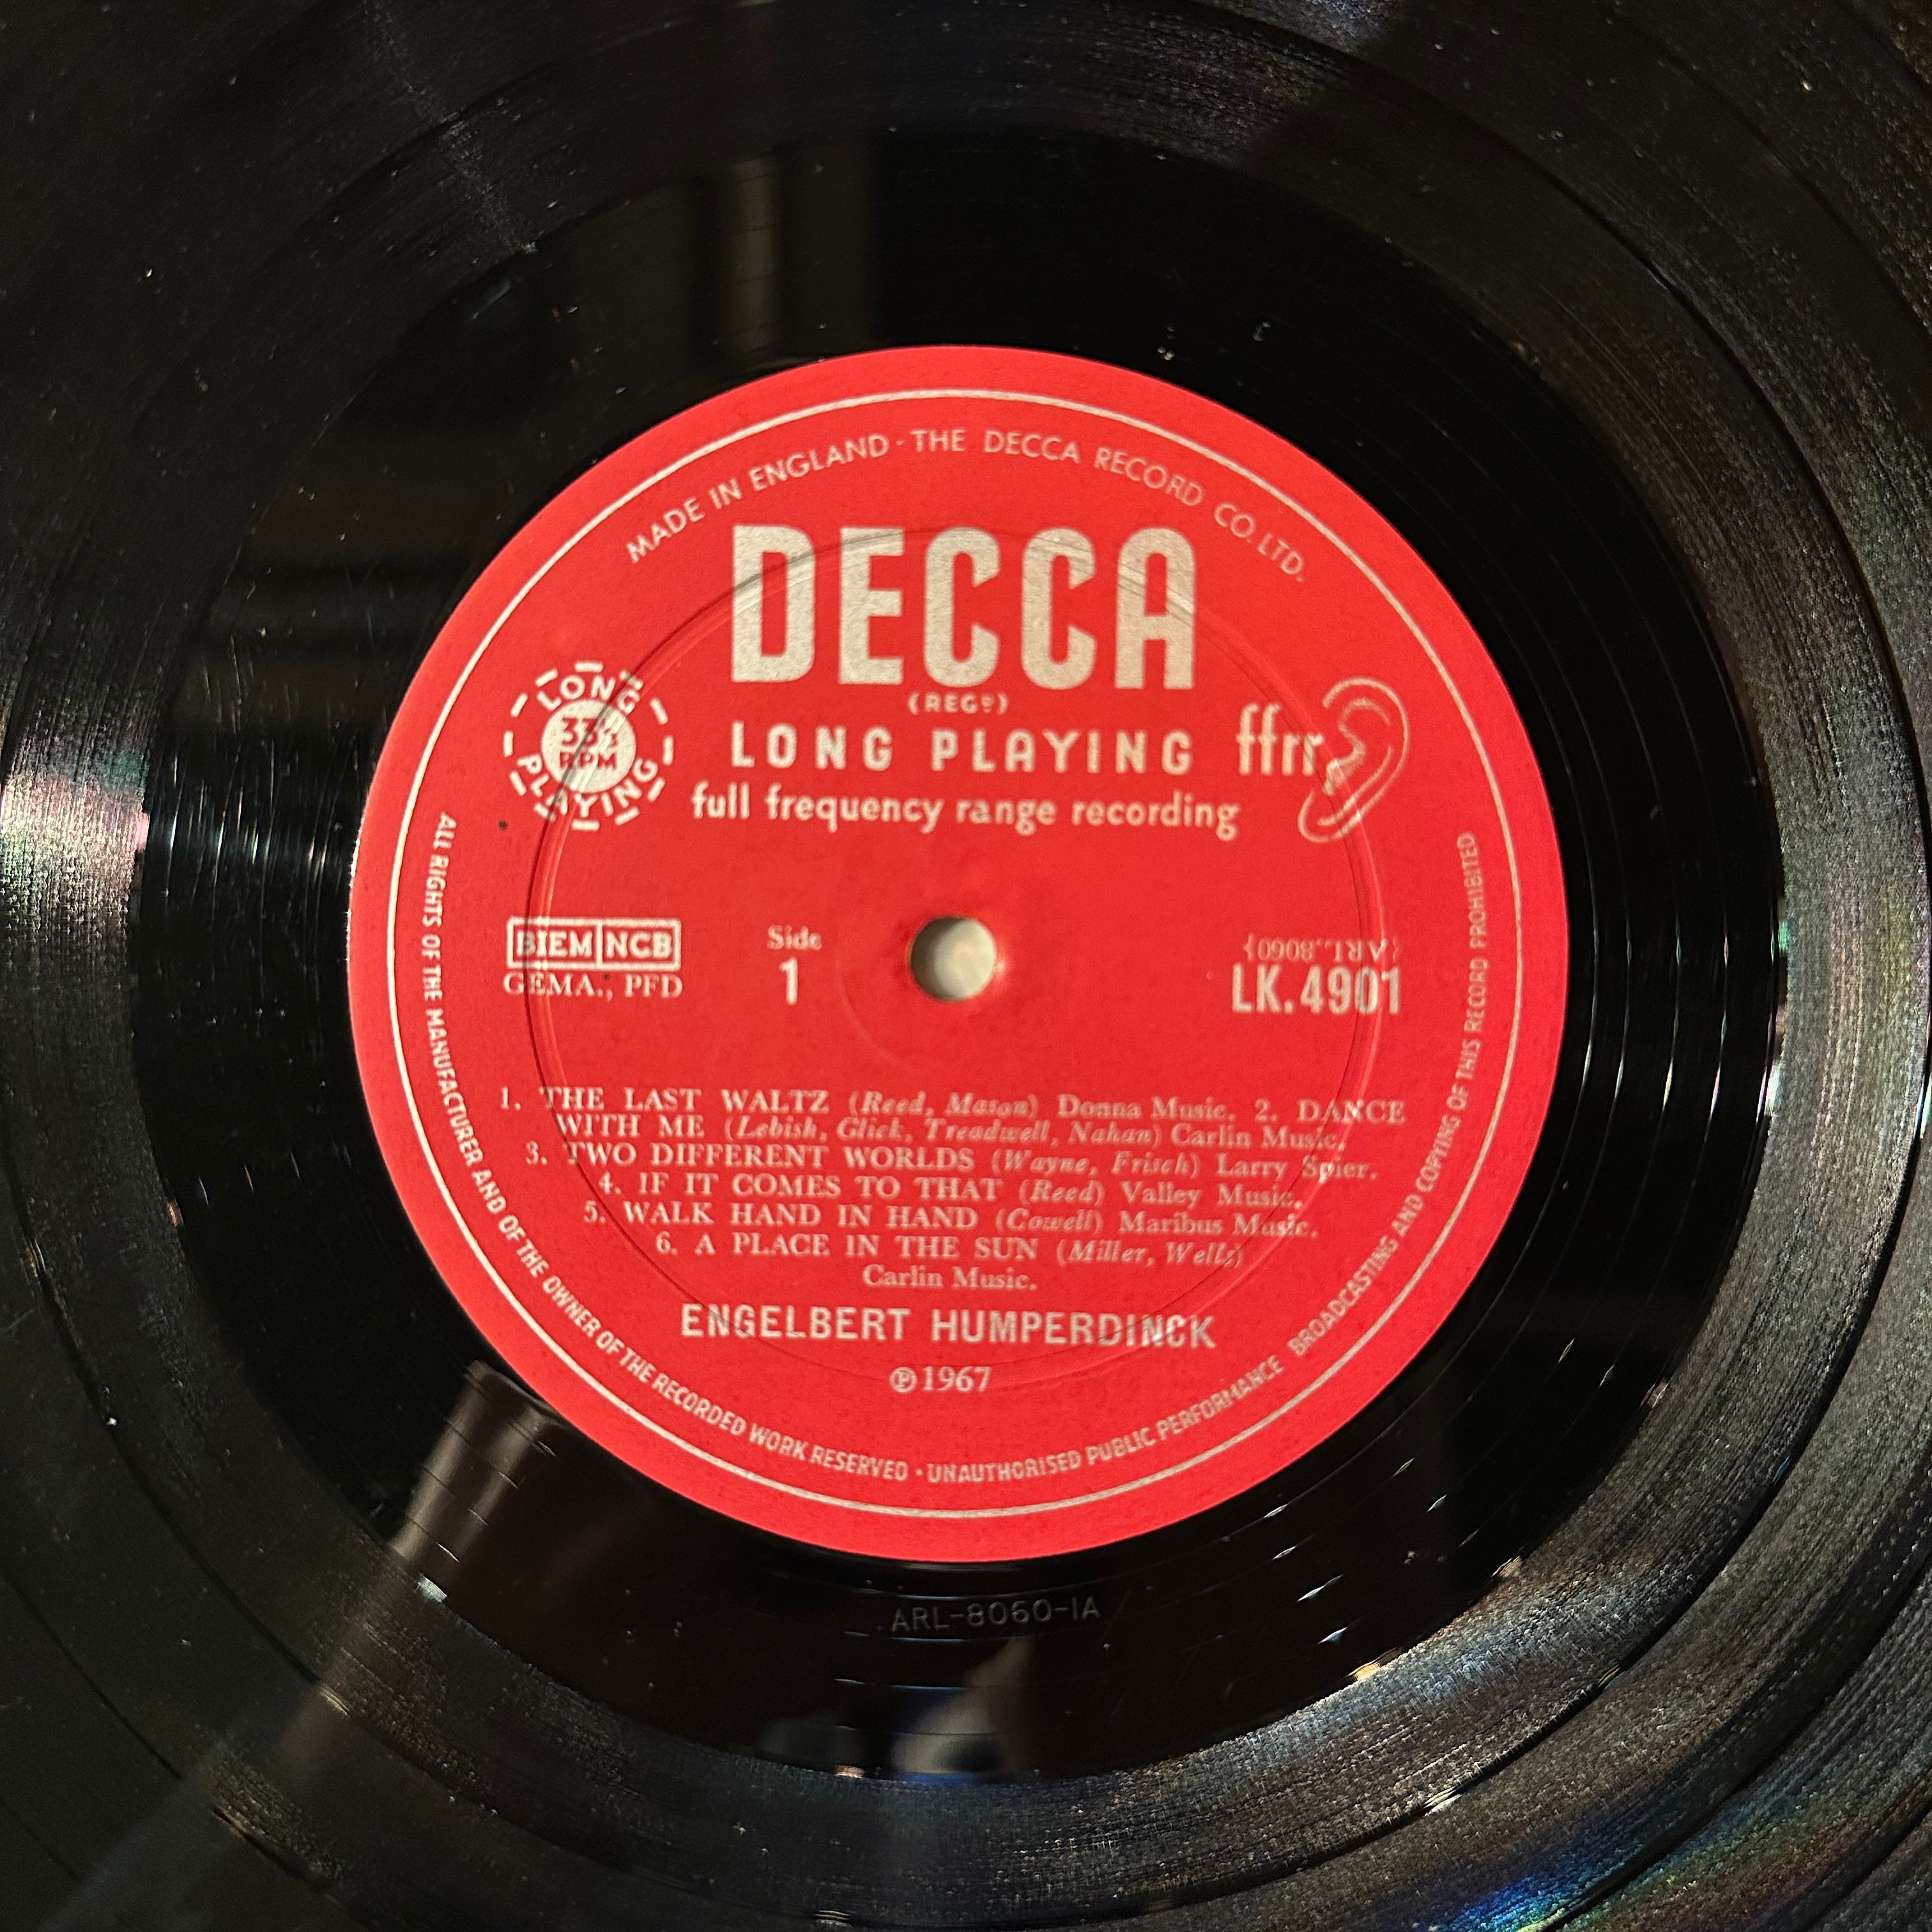 MADE IN ENGLAND · THE DECCA RECORD CO. LTD.
DECCA
(REGD)
LONG PLAYING
33⅓
RPM
LONG PLAYING ffrr
full frequency range recording
BIEM NCB
GEMA., PFD
Side
1
(ARL.8060)
LK.4901
1. THE LAST WALTZ (Reed, Mason) Donna Music. 2. DANCE
WITH ME (Lebish, Glick, Treadwell, Nahan) Carlin Music.
3. TWO DIFFERENT WORLDS (Wayne, Frisch) Larry Spier.
4. IF IT COMES TO THAT (Reed) Valley Music.
5. WALK HAND IN HAND (Cowell) Maribus Music.
6. A PLACE IN THE SUN (Miller, Wells)
Carlin Music.
ENGELBERT HUMPERDINCK
℗1967
ALL RIGHTS OF THE MANUFACTURER AND OF THE OWNER OF THE RECORDED WORK RESERVED · UNAUTHORISED PUBLIC PERFORMANCE BROADCASTING AND COPYING OF THIS RECORD PROHIBITED
ARL-8060-1A